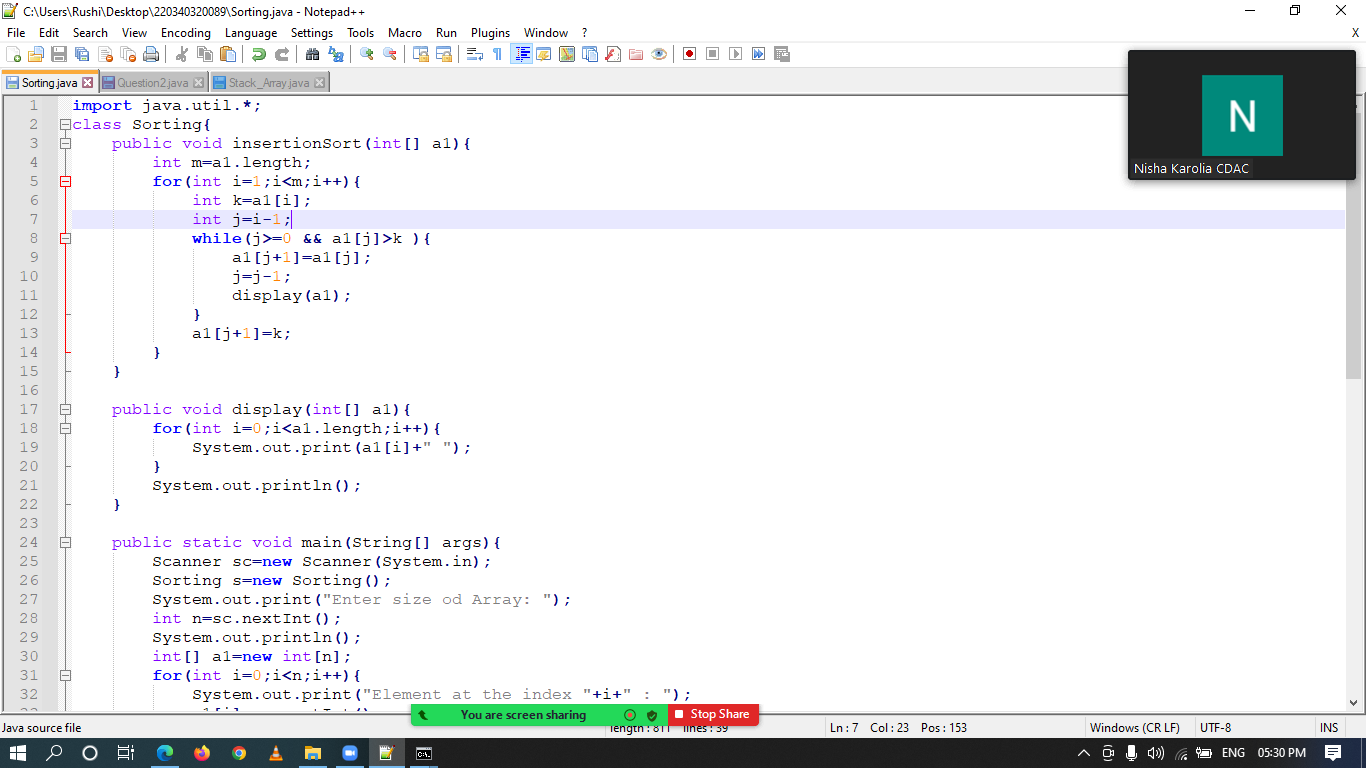 C:\Users\Rushi\Desktop\220340320089\Sorting.java - Notepad++
File Edit Search View Encoding Language Settings Tools Macro Run Plugins Window ? X
Sorting.java Question2.java Stack_Array.java
N
Nisha Karolia CDAC
1 import java.util.*;
2 class Sorting{
3 public void insertionSort(int[] a1){
4 int m=a1.length;
5 for(int i=1;i<m;i++){
6 int k=a1[i];
7 int j=i-1;
8 while(j>=0 && a1[j]>k ){
9 a1[j+1]=a1[j];
10 j=j-1;
11 display(a1);
12 }
13 a1[j+1]=k;
14 }
15 }
16
17 public void display(int[] a1){
18 for(int i=0;i<a1.length;i++){
19 System.out.print(a1[i]+" ");
20 }
21 System.out.println();
22 }
23
24 public static void main(String[] args){
25 Scanner sc=new Scanner(System.in);
26 Sorting s=new Sorting();
27 System.out.print("Enter size od Array: ");
28 int n=sc.nextInt();
29 System.out.println();
30 int[] a1=new int[n];
31 for(int i=0;i<n;i++){
32 System.out.print("Element at the index "+i+" : ");
You are screen sharing Stop Share
Java source file length : 811 lines : 39 Ln : 7 Col : 23 Pos : 153 Windows (CR LF) UTF-8 INS
ENG 05:30 PM